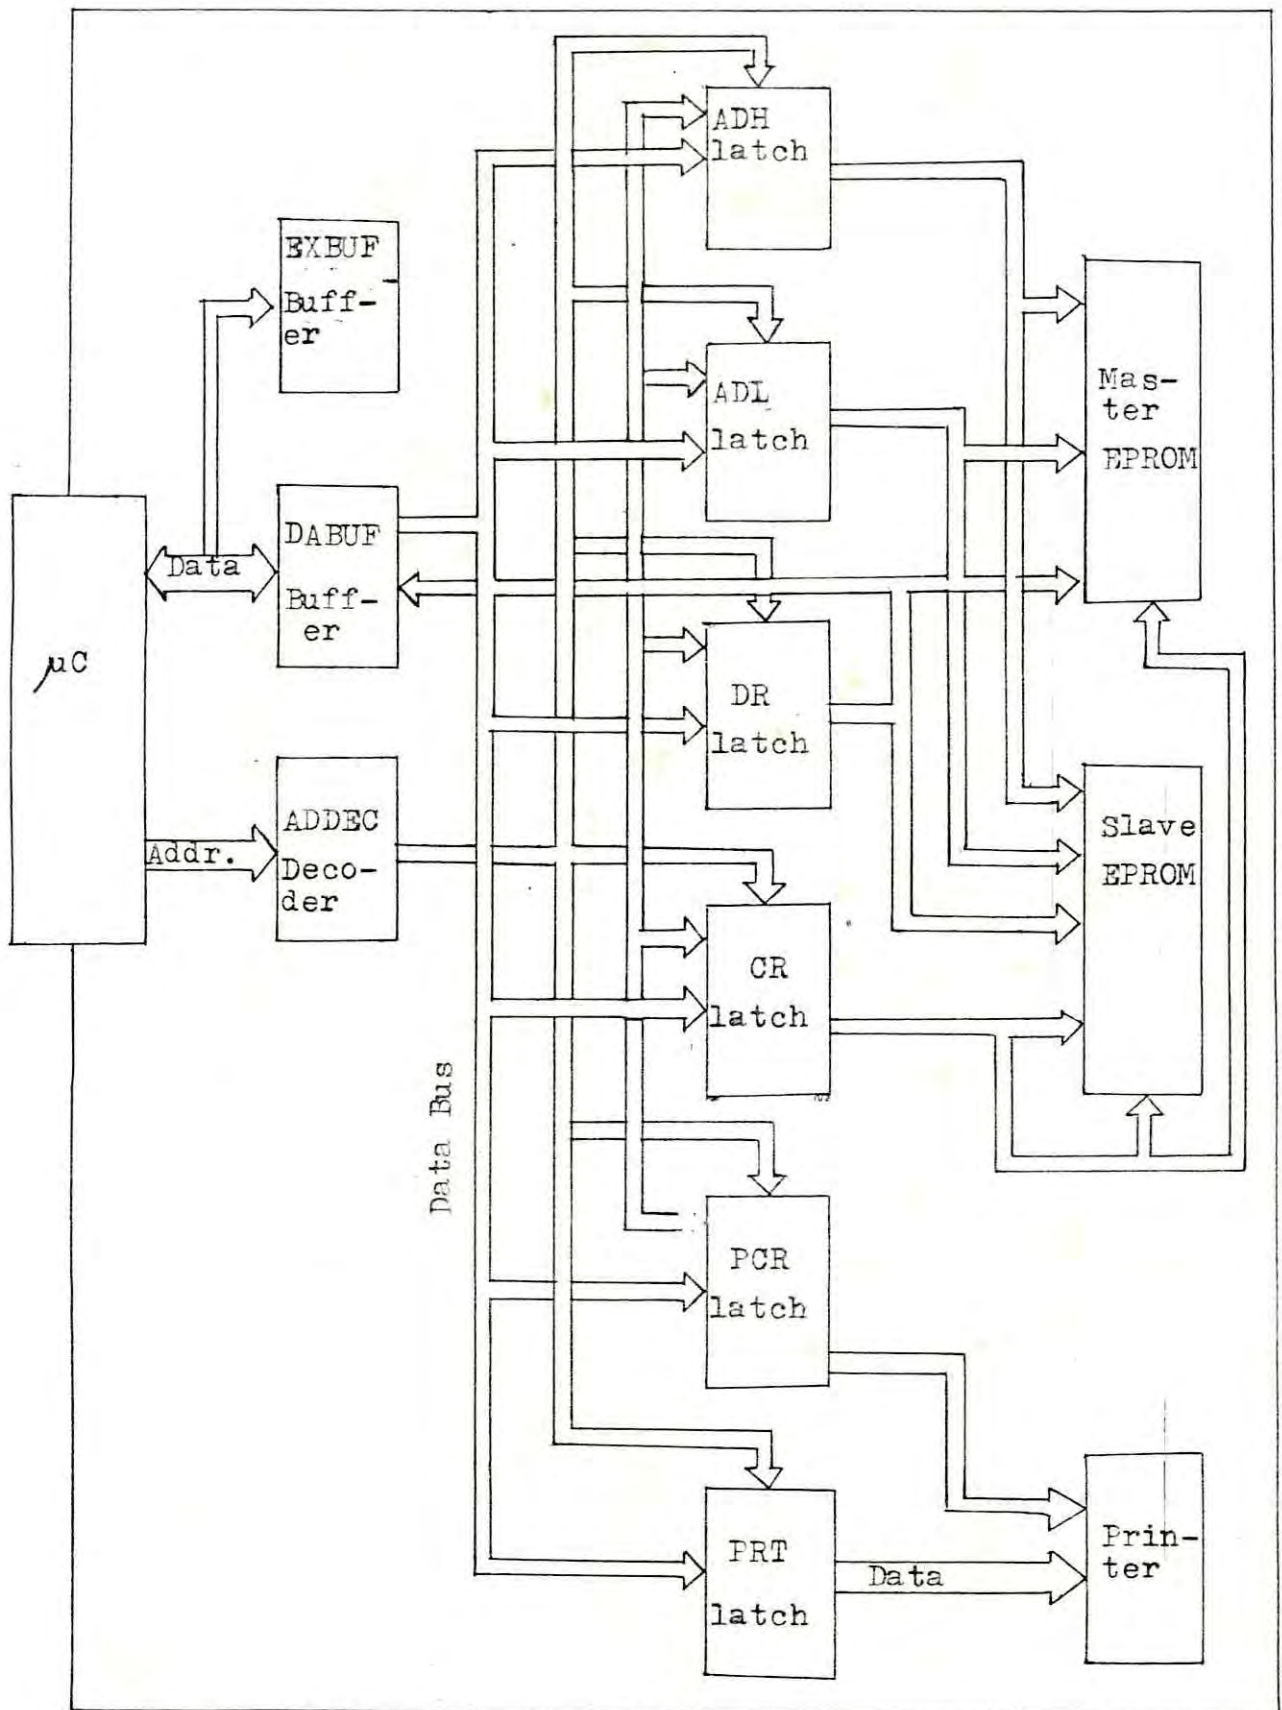 ADH
latch
EXBUF
Buff-
er
Mas-
ter
EPROM
ADL
latch
DABUF
Buff-
er
Data
µC
DR
latch
ADDEC
Deco-
der
Addr.
Slave
EPROM
CR
latch
Data Bus
PCR
latch
PRT
latch
Data
Prin-
ter